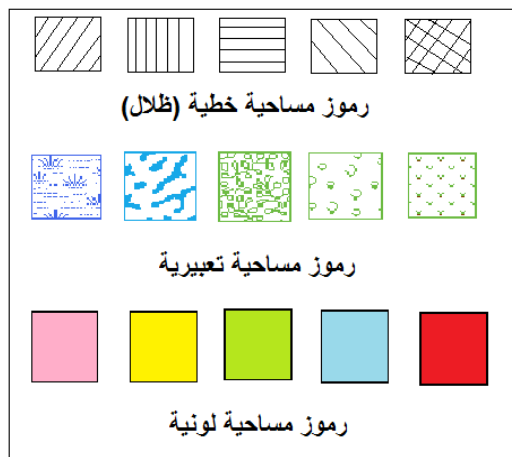 رموز مساحية خطية (ظلال)
رموز مساحية تعبيرية
رموز مساحية لونية